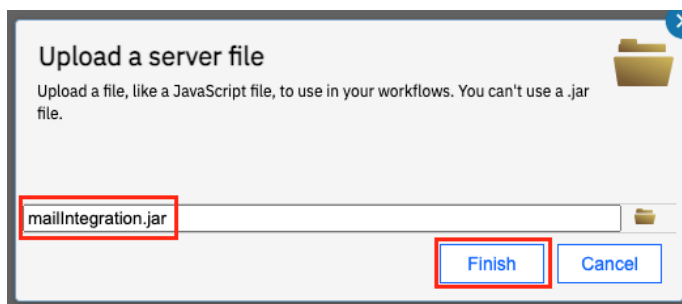 Upload a server file
Upload a file, like a JavaScript file, to use in your workflows. You can't use a .jar
file.
mailIntegration.jar
Finish
Cancel